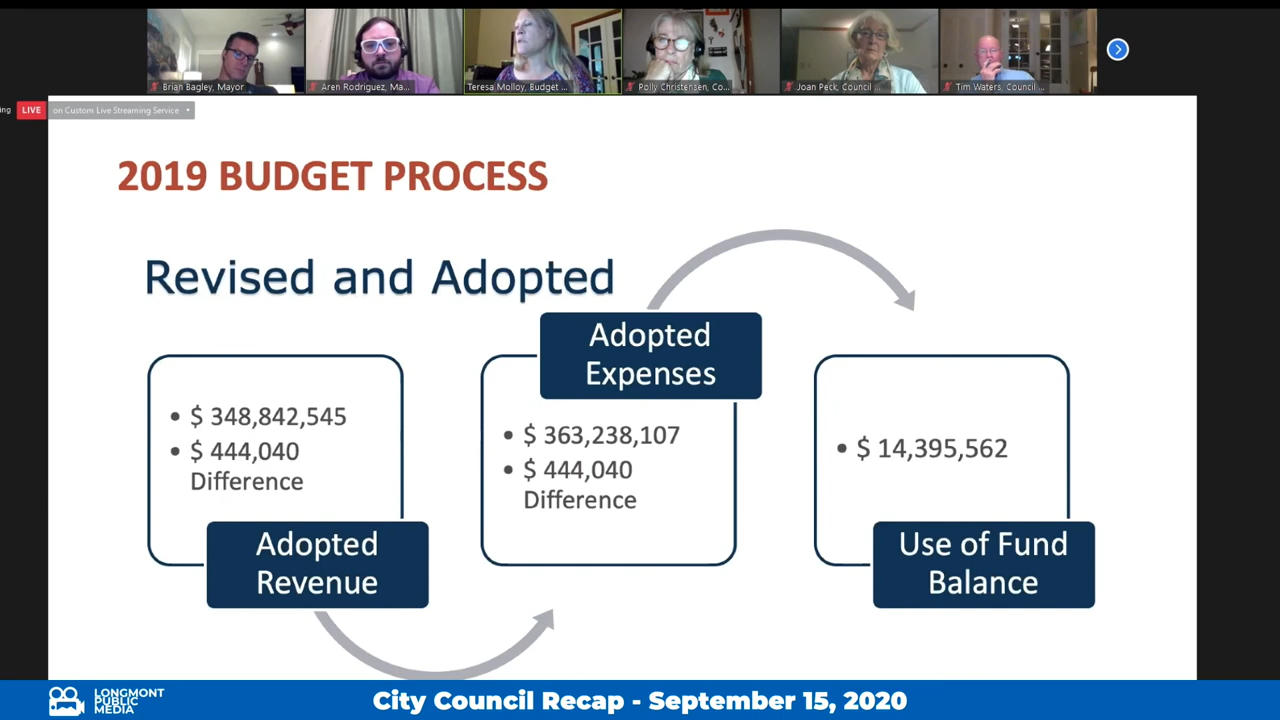 Brian Bagley, Mayor
Aren Rodriguez, Ma...
Teresa Molloy, Budget ...
Polly Christensen, Co...
Joan Peck, Council ...
Tim Waters, Council ...
ing
LIVE
on Custom Live Streaming Service
2019 BUDGET PROCESS
Revised and Adopted
• $ 348,842,545
• $ 444,040
Difference
Adopted
Revenue
Adopted
Expenses
• $ 363,238,107
• $ 444,040
Difference
• $ 14,395,562
Use of Fund
Balance
LONGMONT
PUBLIC
MEDIA
City Council Recap - September 15, 2020